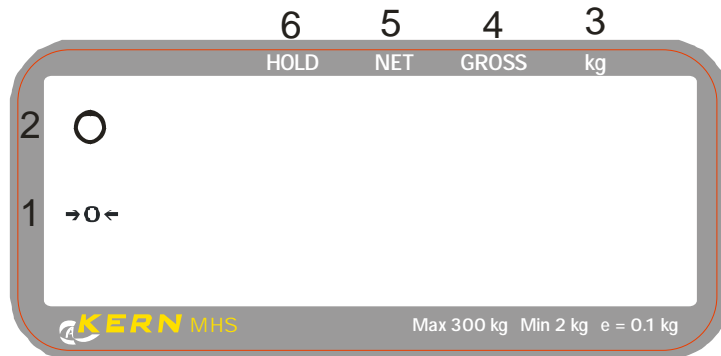 6 5 4 3
HOLD NET GROSS kg
2 O
1 →0←
KERN MHS Max 300 kg Min 2 kg e = 0.1 kg